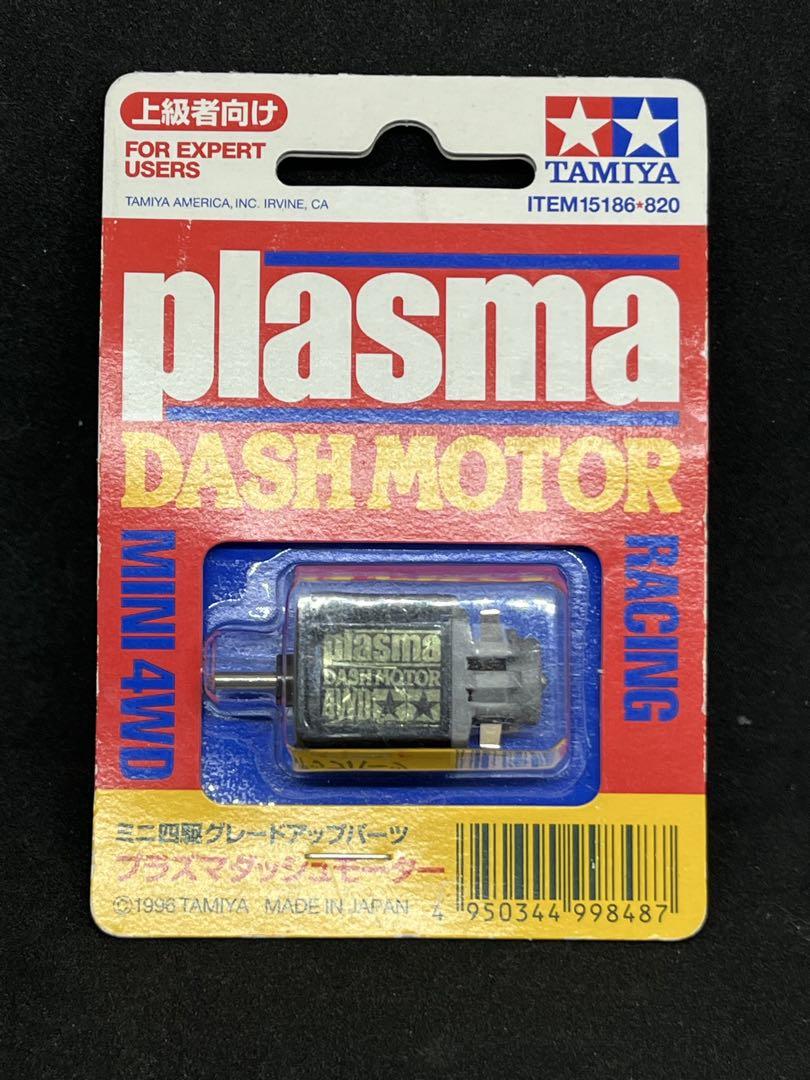 上級者向け
FOR EXPERT
USERS
TAMIYA AMERICA, INC. IRVINE, CA
TAMIYA
ITEM15186★820
plasma
DASH MOTOR
MINI 4WD
RACING
plasma
DASH MOTOR
4WD
ミニ四駆グレードアップパーツ
プラズマダッシュモーター
©1996 TAMIYA MADE IN JAPAN
4 950344 998487